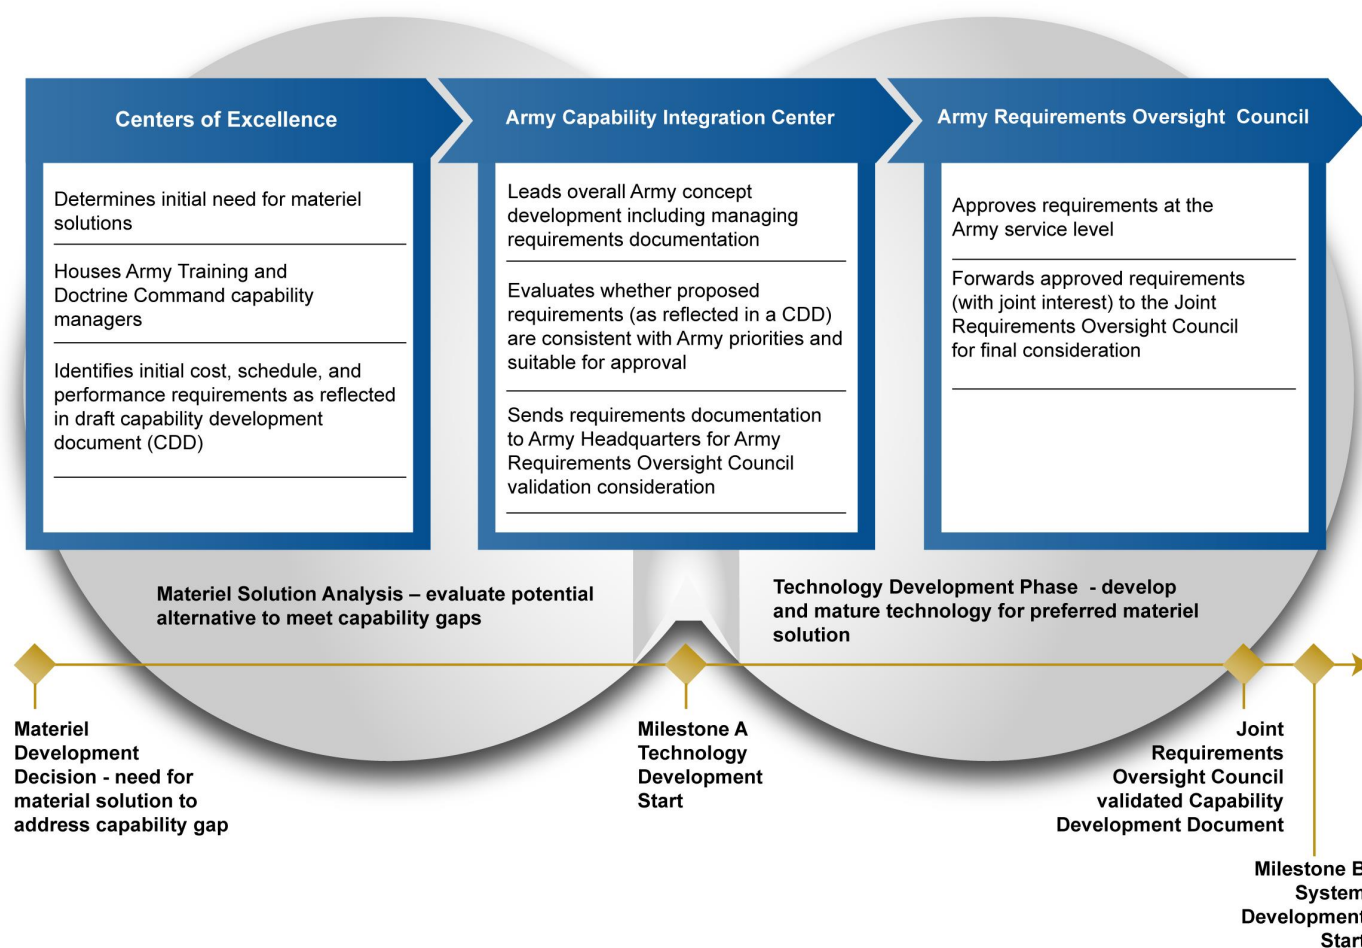 Centers of Excellence
Determines initial need for materiel
solutions
Houses Army Training and
Doctrine Command capability
managers
Identifies initial cost, schedule, and
performance requirements as reflected
in draft capability development
document (CDD)
Army Capability Integration Center
Leads overall Army concept
development including managing
requirements documentation
Evaluates whether proposed
requirements (as reflected in a CDD)
are consistent with Army priorities and
suitable for approval
Sends requirements documentation
to Army Headquarters for Army
Requirements Oversight Council
validation consideration
Army Requirements Oversight Council
Approves requirements at the
Army service level
Forwards approved requirements
(with joint interest) to the Joint
Requirements Oversight Council
for final consideration
Materiel Solution Analysis – evaluate potential
alternative to meet capability gaps
Technology Development Phase - develop
and mature technology for preferred materiel
solution
Materiel
Development
Decision - need for
material solution to
address capability gap
Milestone A
Technology
Development
Start
Joint
Requirements
Oversight Council
validated Capability
Development Document
Milestone B
System
Development
Start